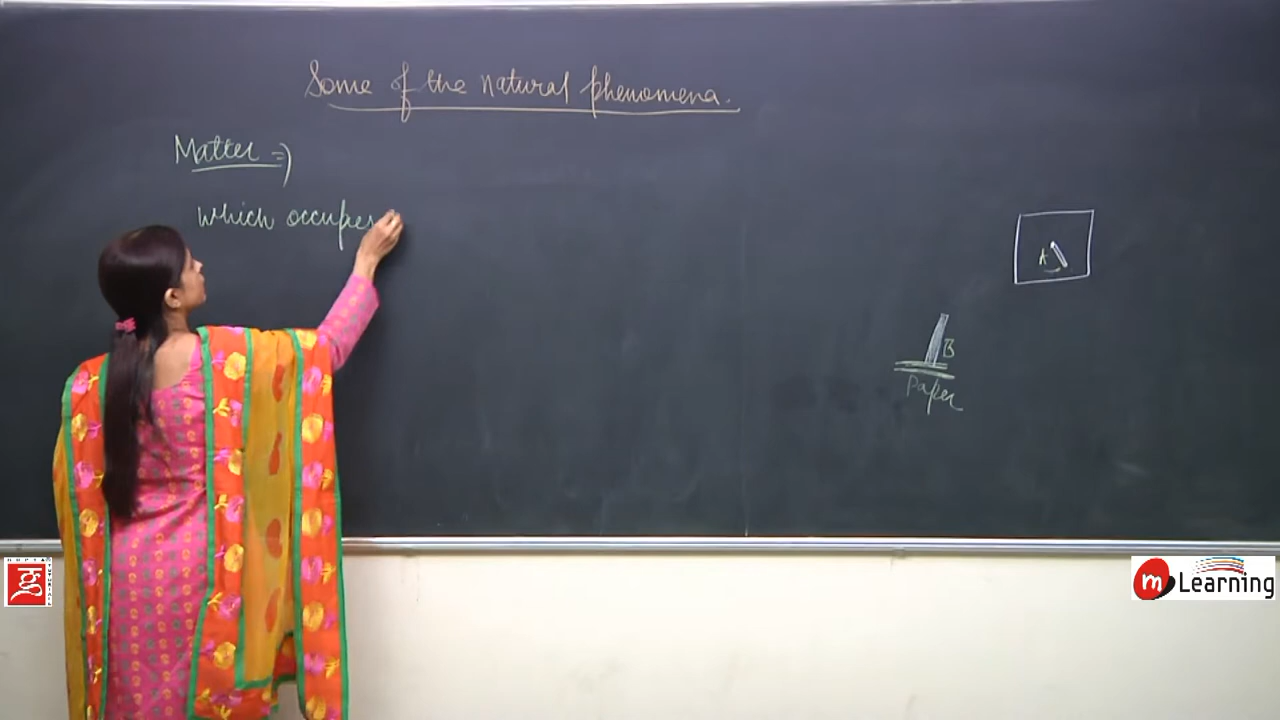 Some of the natural phenomena.
Matter ⇒
which occupies
A
B
Paper
ग
m Learning